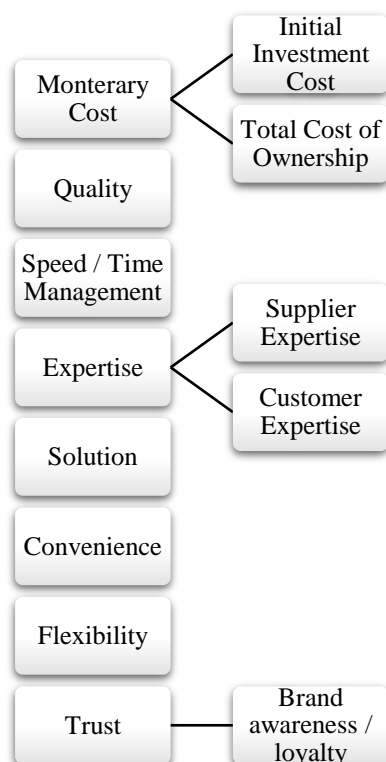 Monterary
Cost
Initial
Investment
Cost
Total Cost of
Ownership
Quality
Speed / Time
Management
Expertise
Supplier
Expertise
Customer
Expertise
Solution
Convenience
Flexibility
Trust
Brand
awareness /
loyalty